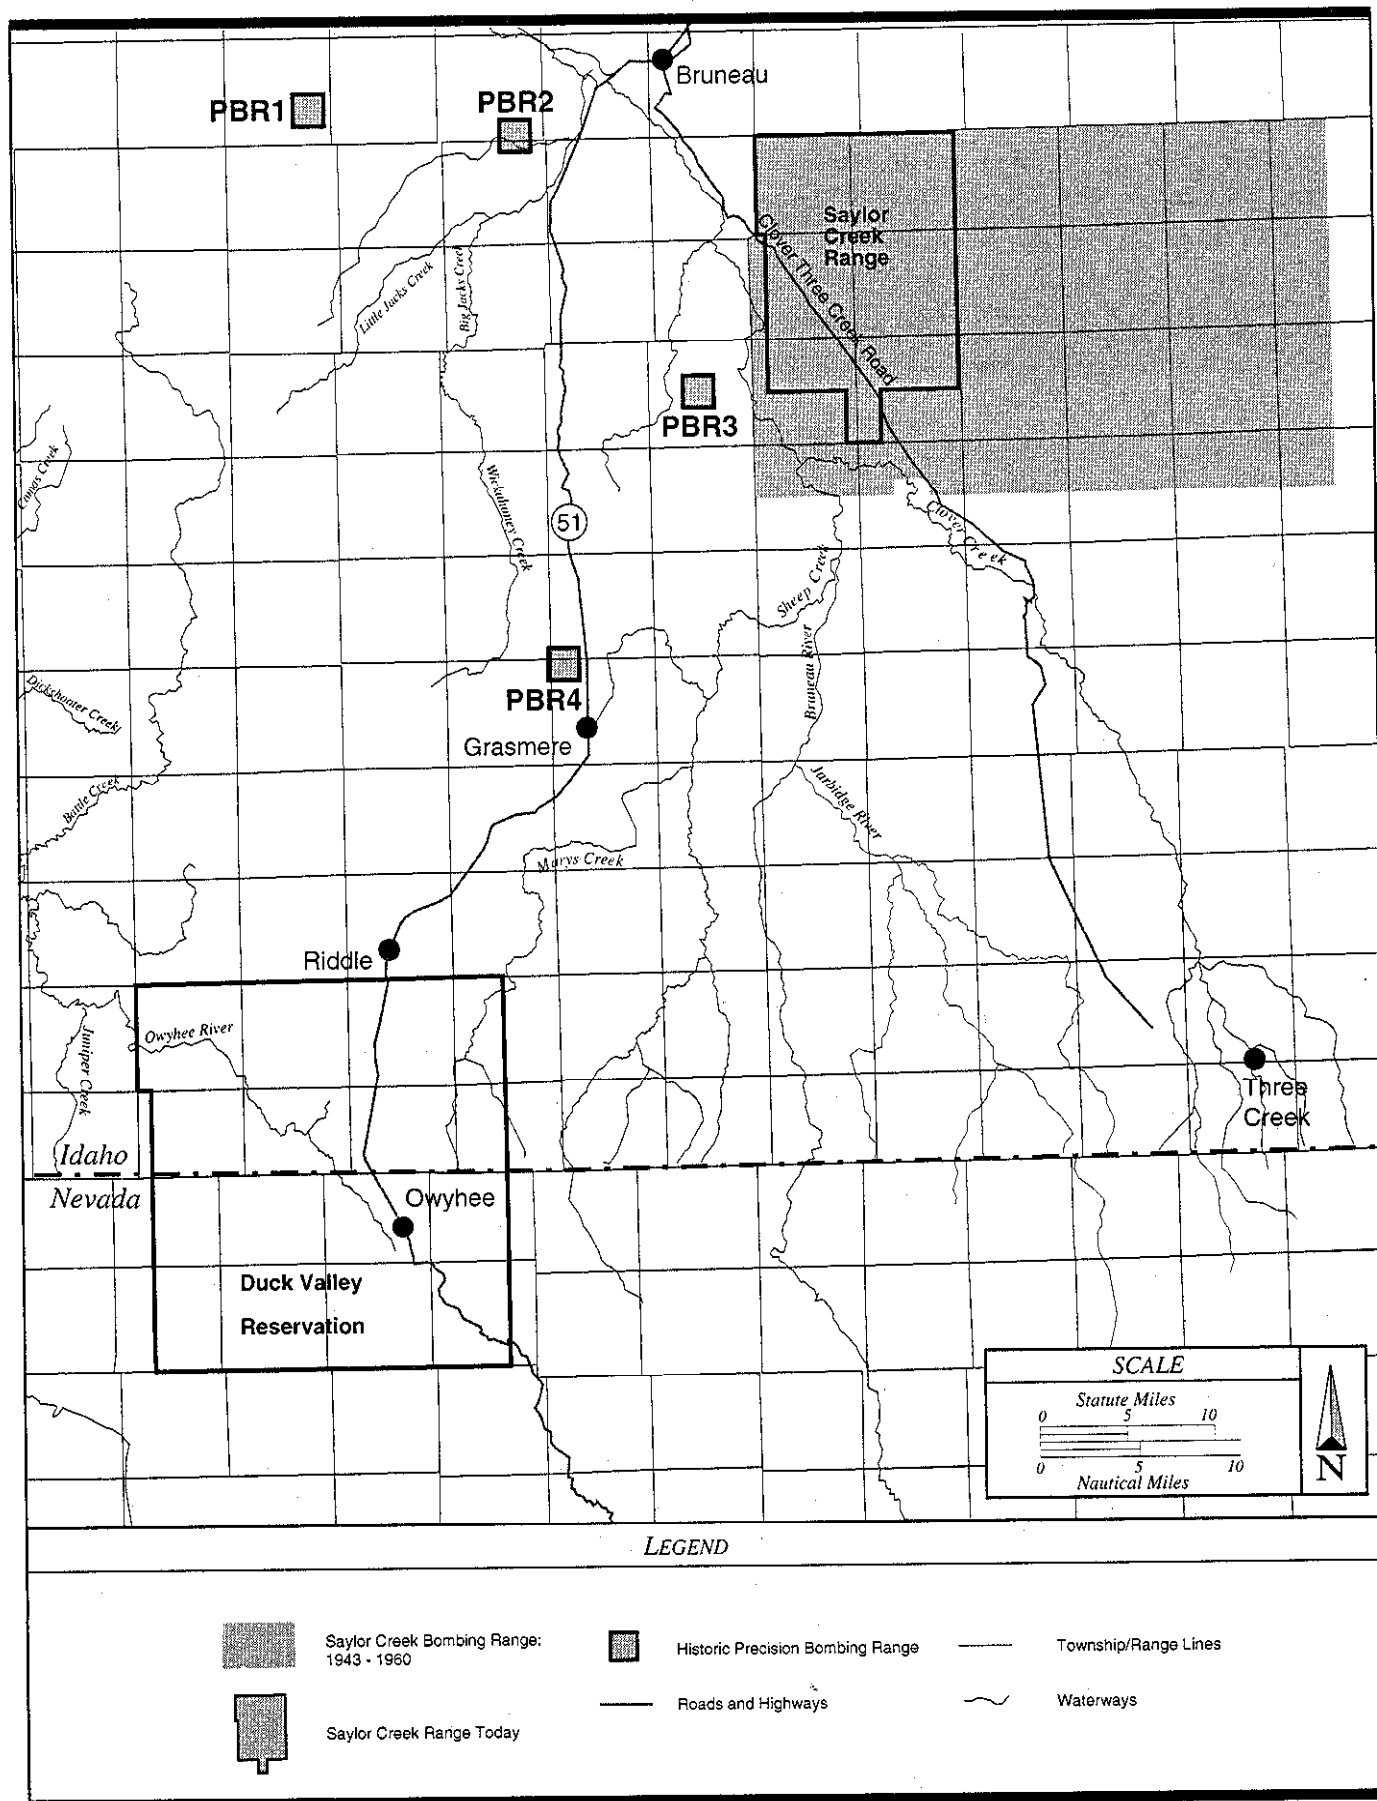 Bruneau
PBR1
PBR2
Saylor
Creek
Range
Clover Three Creek Road
Little Jacks Creek
Big Jacks Creek
PBR3
Camas Creek
Wickahoney Creek
51
Clover Creek
Sheep Creek
Bruneau River
PBR4
Dickshooter Creek
Grasmere
Battle Creek
Jarbidge River
Marys Creek
Riddle
Owyhee River
Juniper Creek
Three
Creek
Idaho
Nevada
Owyhee
Duck Valley
Reservation
SCALE
Statute Miles
0 5 10
0 5 10
Nautical Miles
N
LEGEND
Saylor Creek Bombing Range:
1943 - 1960
Historic Precision Bombing Range
Township/Range Lines
Roads and Highways
Waterways
Saylor Creek Range Today